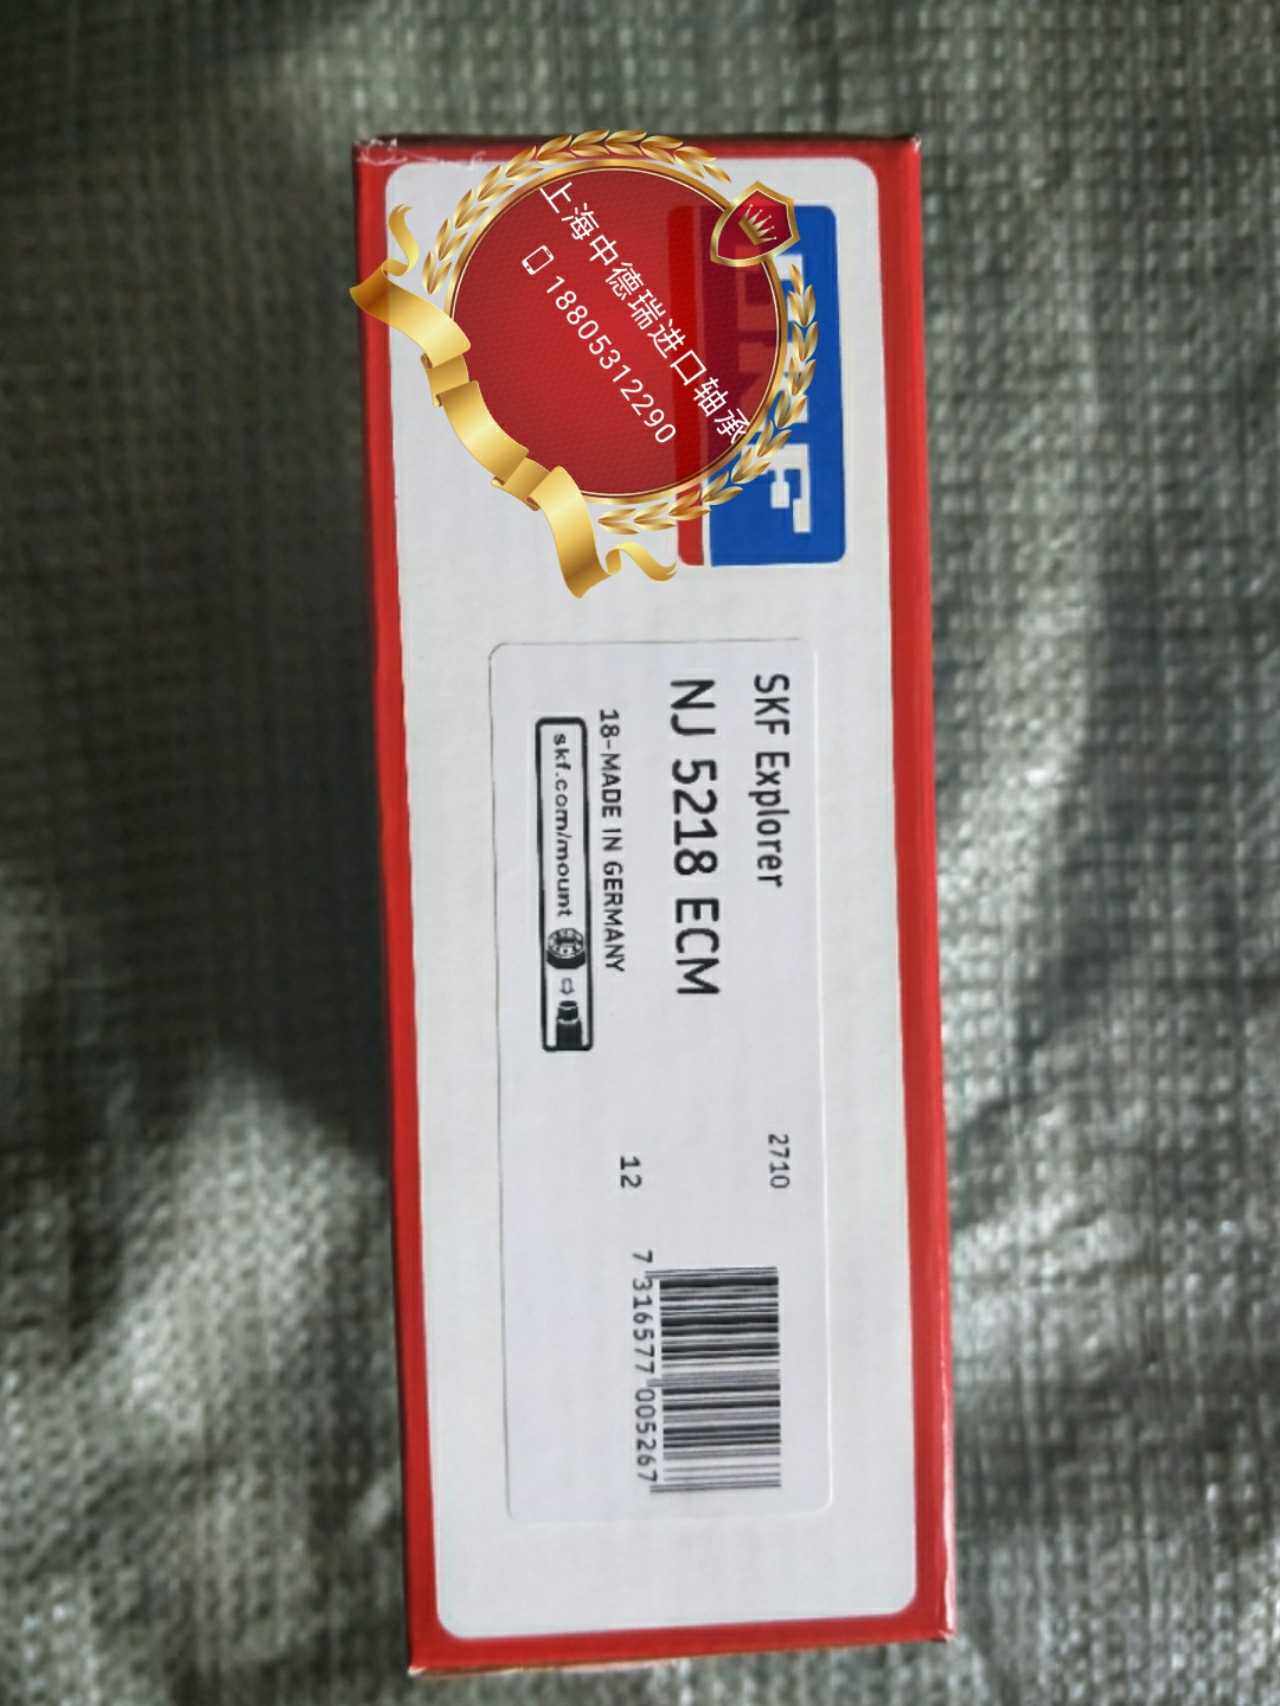 上海中德瑞进口轴承
18805312290
SKF Explorer
2710
NJ 5218 ECM
18-MADE IN GERMANY
12
skf.com/mount
7 316577 005267